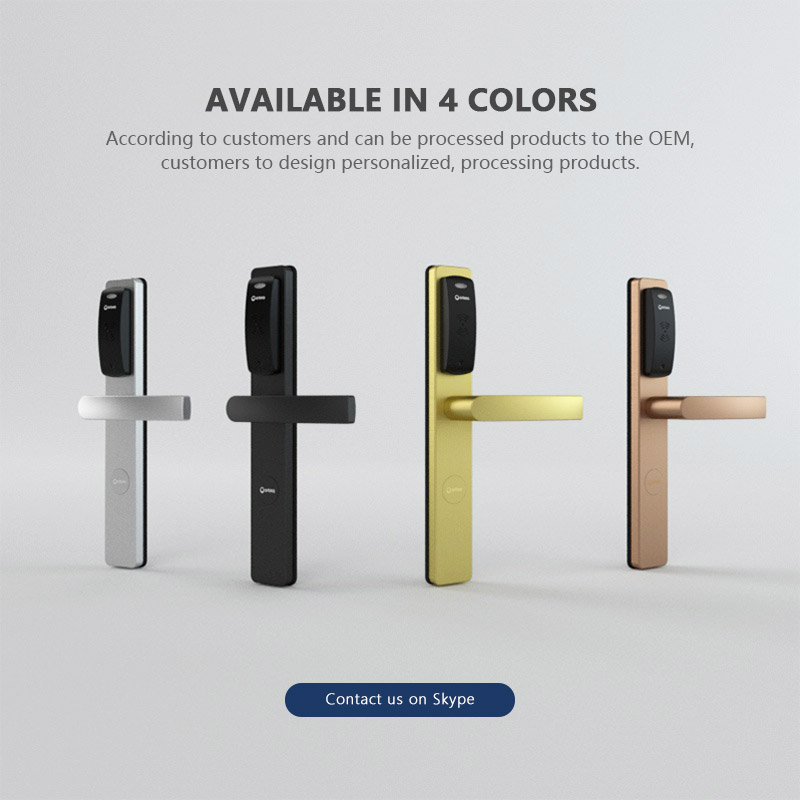 AVAILABLE IN 4 COLORS
According to customers and can be processed products to the OEM,
customers to design personalized, processing products.
Contact us on Skype